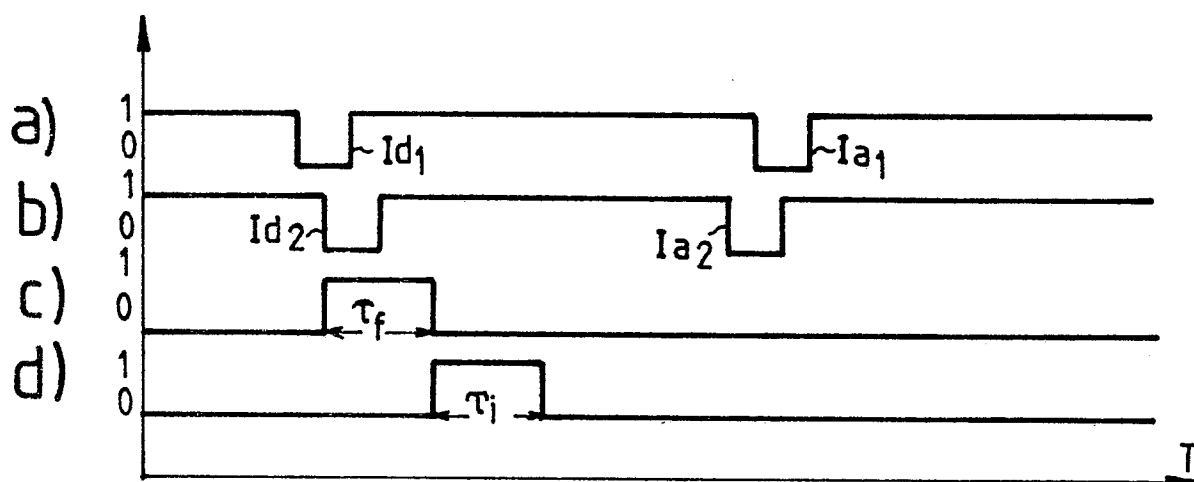 a) 1 0 Id₁ Ia₁
b) 1 0 Id₂ Ia₂
c) 1 0 τf
d) 1 0 τi
T